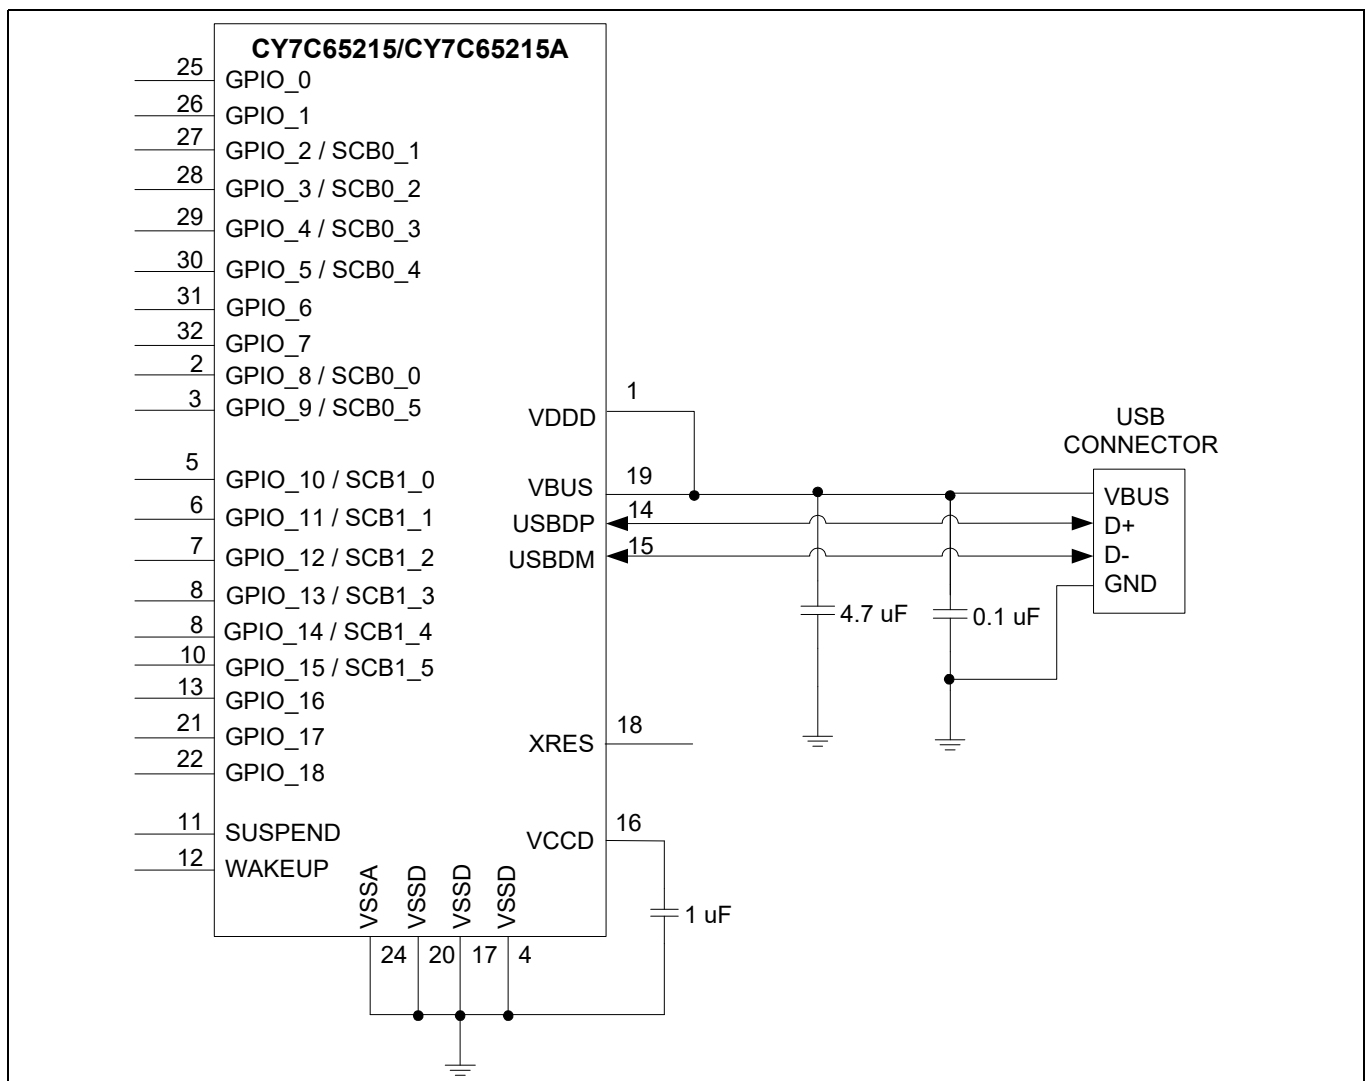 CY7C65215/CY7C65215A
25 GPIO_0
26 GPIO_1
27 GPIO_2 / SCB0_1
28 GPIO_3 / SCB0_2
29 GPIO_4 / SCB0_3
30 GPIO_5 / SCB0_4
31 GPIO_6
32 GPIO_7
2 GPIO_8 / SCB0_0
3 GPIO_9 / SCB0_5
5 GPIO_10 / SCB1_0
6 GPIO_11 / SCB1_1
7 GPIO_12 / SCB1_2
8 GPIO_13 / SCB1_3
8 GPIO_14 / SCB1_4
10 GPIO_15 / SCB1_5
13 GPIO_16
21 GPIO_17
22 GPIO_18
11 SUSPEND
12 WAKEUP
VDDD 1
VBUS 19
USBDP 14
USBDM 15
XRES 18
VCCD 16
VSSA
VSSD
VSSD
VSSD
24 20 17 4
1 uF
4.7 uF
0.1 uF
USB
CONNECTOR
VBUS
D+
D-
GND